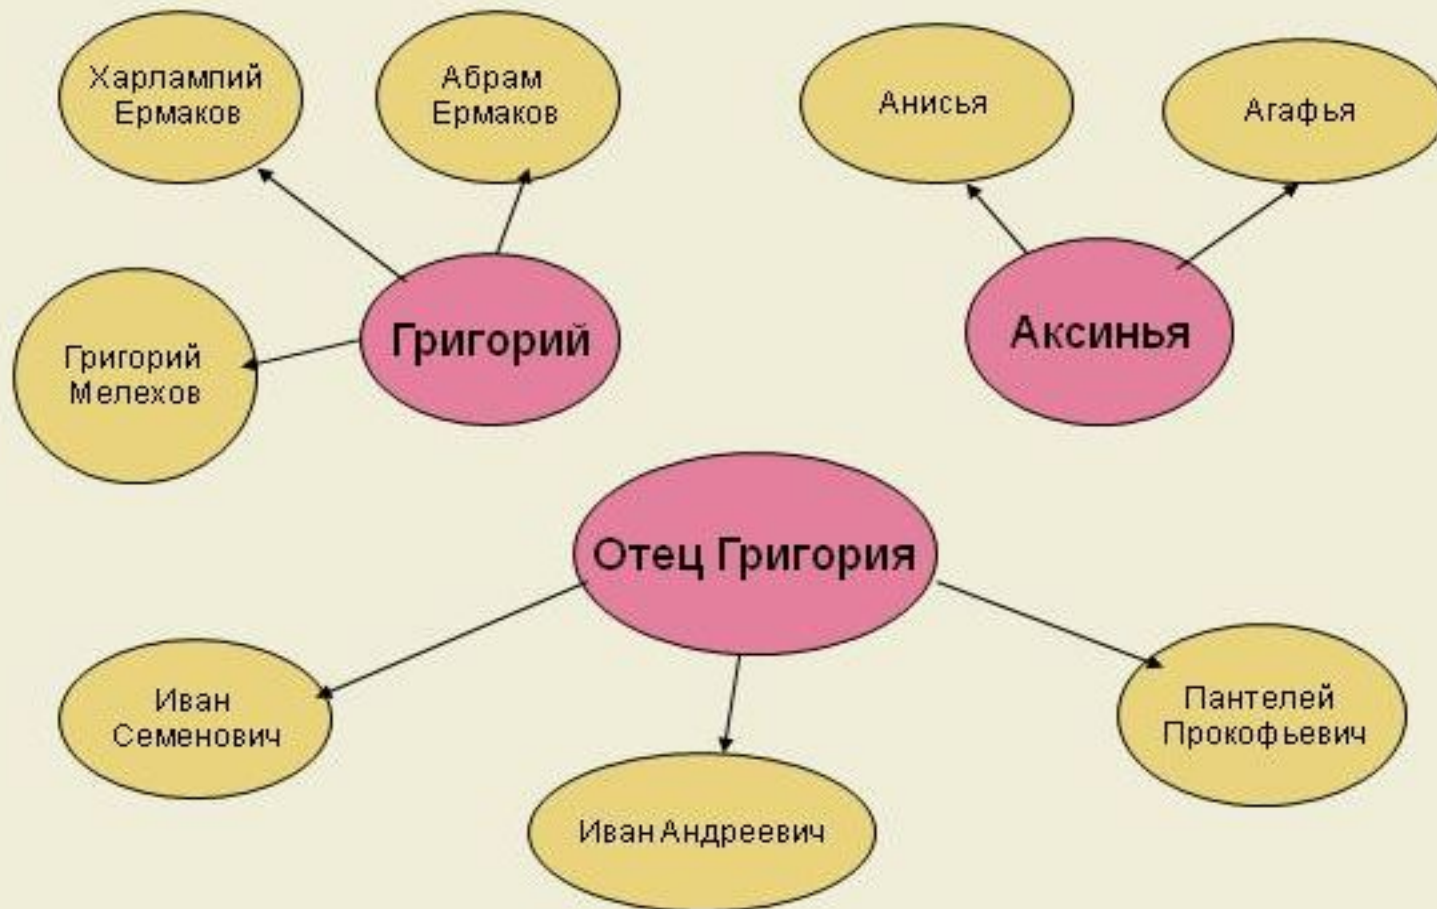 Харлампий
Ермаков
Абрам
Ермаков
Анисья
Агафья
Григорий
Мелехов
Григорий
Аксинья
Отец Григория
Иван
Семенович
Иван Андреевич
Пантелей
Прокофьевич